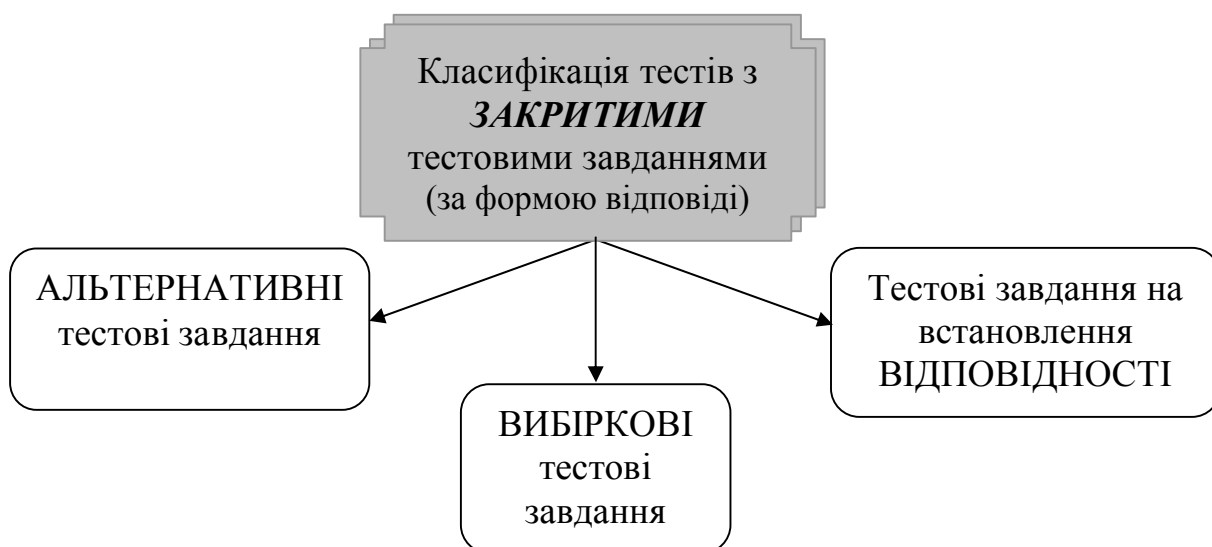 Класифікація тестів з
ЗАКРИТИМИ
тестовими завданнями
(за формою відповіді)
АЛЬТЕРНАТИВНІ
тестові завдання
ВИБІРКОВІ
тестові
завдання
Тестові завдання на
встановлення
ВІДПОВІДНОСТІ